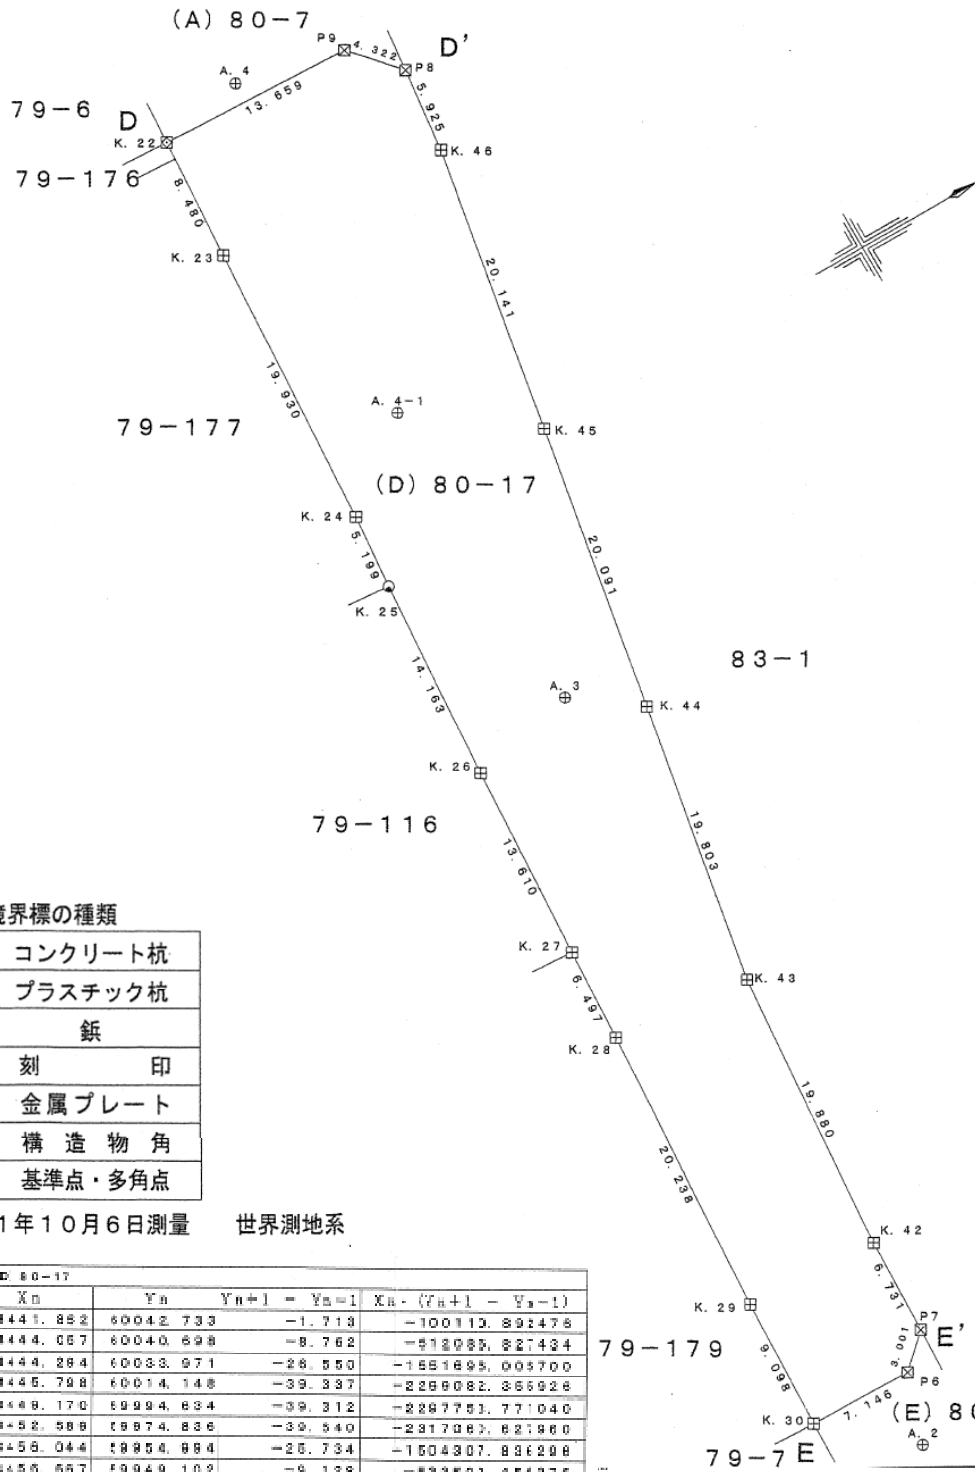 (A) 80-7
P9
4.322
D'
P8
A. 4
13.659
79-6
D
K. 22
5.925
K. 46
79-176
8.480
K. 23
20.141
19.930
A. 4-1
79-177
K. 45
(D) 80-17
K. 24
5.199
20.091
K. 25
83-1
14.163
A. 3
K. 44
K. 26
79-116
19.803
13.610
K. 27
K. 43
6.497
K. 28
境界標の種類
コンクリート杭
プラスチック杭
鋲
刻 印
金属プレート
構造物角
基準点・多角点
19.880
20.238
1年10月6日測量 世界測地系
K. 42
6.731
P7
E'
3.001
P6
K. 29
79-179
9.098
7.146
K. 30
(E) 80
A. 2
79-7 E
D 80-17
Xn Yn Yn+1 - Yn-1 Xn・(Yn+1 - Yn-1)
60042.733 -1.713
60040.698 -8.762
60033.971 -26.550
60014.148 -39.337
-39.312
-39.540